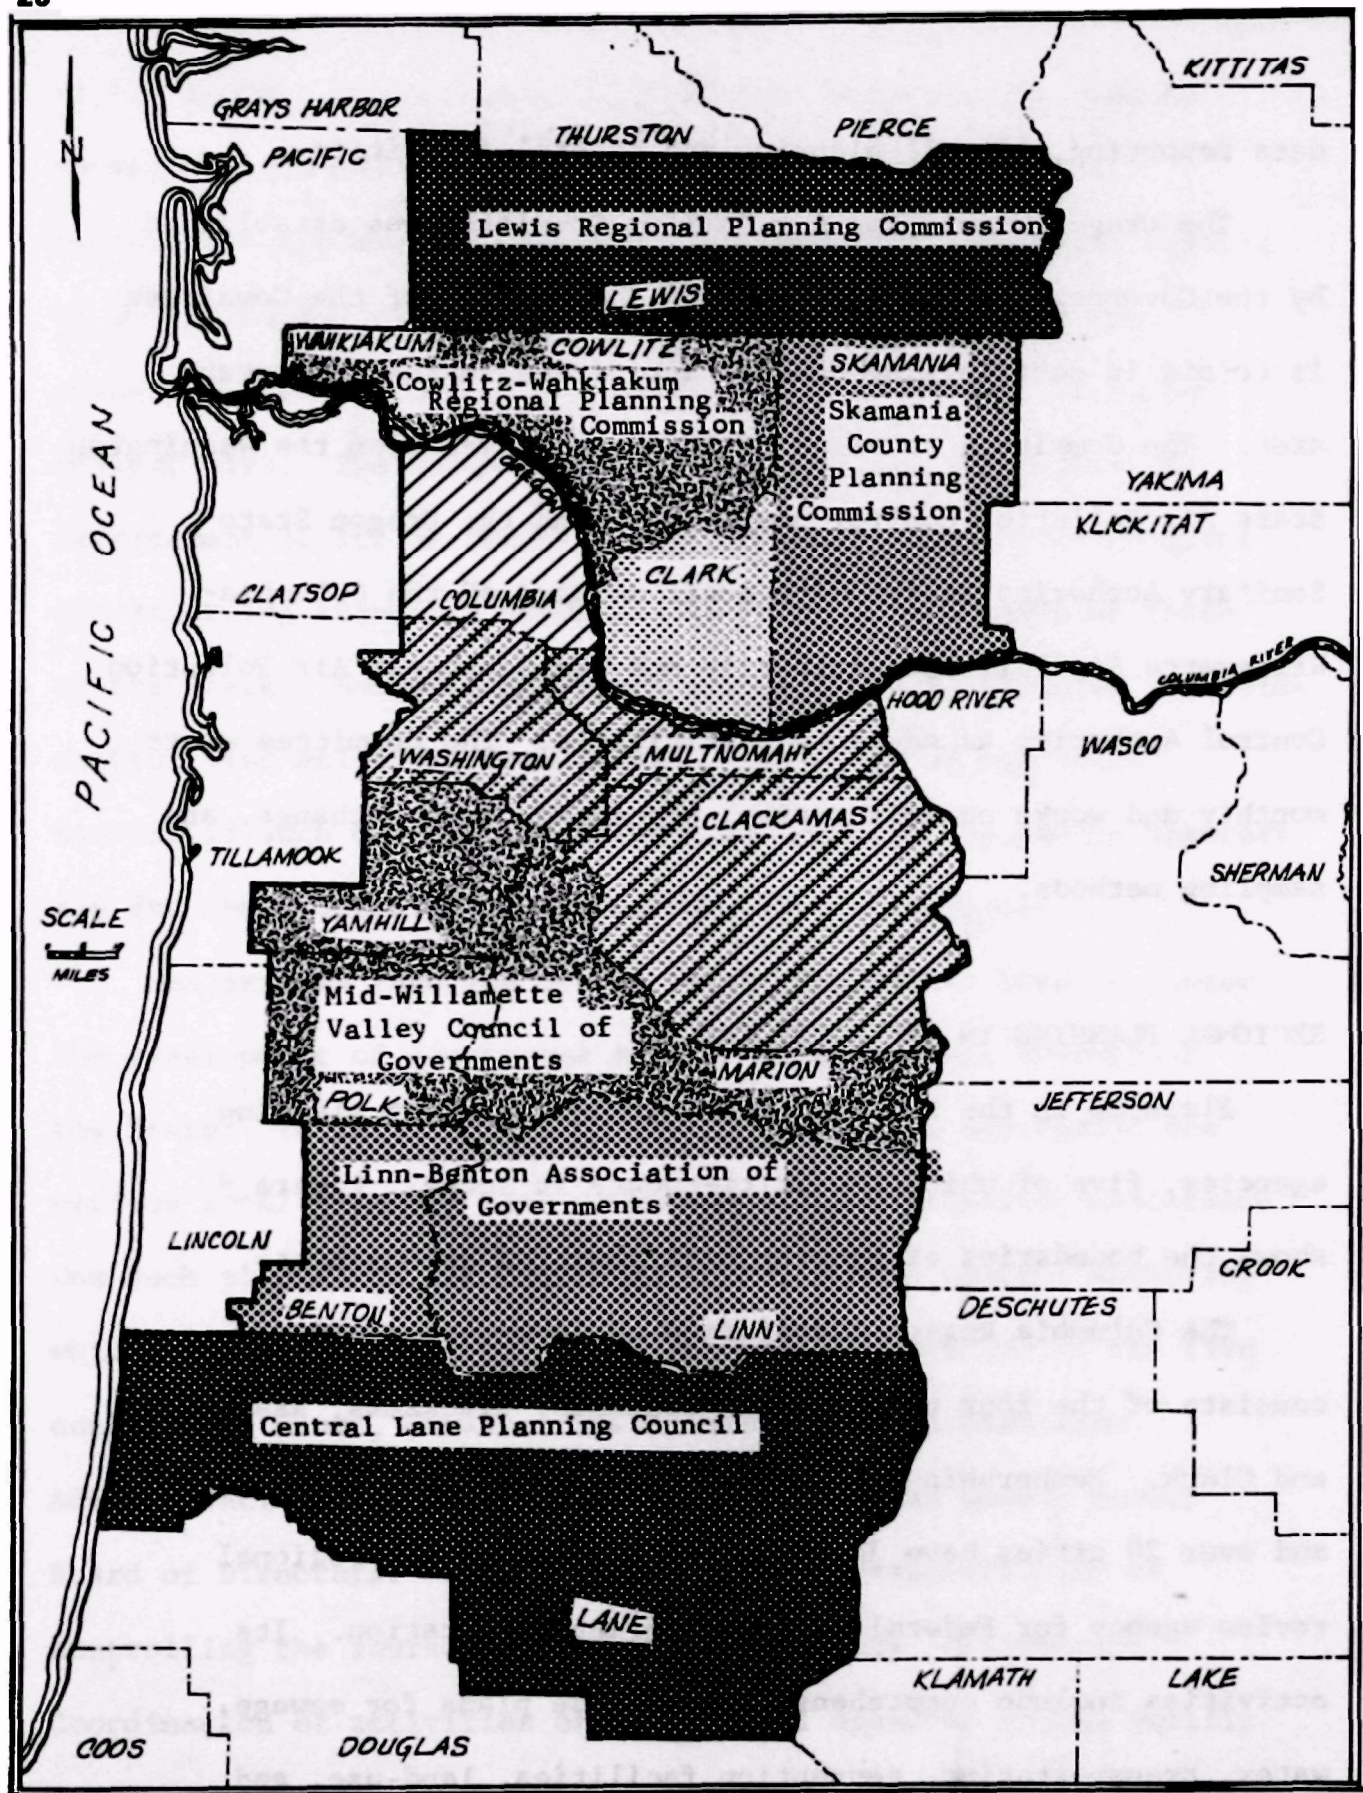 KITTITAS
GRAYS HARBOR
THURSTON
PIERCE
N
PACIFIC
Lewis Regional Planning Commission
LEWIS
WAHKIAKUM
COWLITZ
SKAMANIA
Cowlitz-Wahkiakum
Regional Planning
Commission
Skamania
County
Planning
Commission
PACIFIC OCEAN
OREGON
YAKIMA
KLICKITAT
CLARK
CLATSOP
COLUMBIA
COLUMBIA RIVER
HOOD RIVER
WASHINGTON
MULTNOMAH
WASCO
CLACKAMAS
TILLAMOOK
SHERMAN
SCALE
MILES
YAMHILL
Mid-Willamette
Valley Council of
Governments
MARION
POLK
JEFFERSON
Linn-Benton Association of
Governments
LINCOLN
CROOK
BENTON
LINN
DESCHUTES
Central Lane Planning Council
LANE
KLAMATH
LAKE
COOS
DOUGLAS